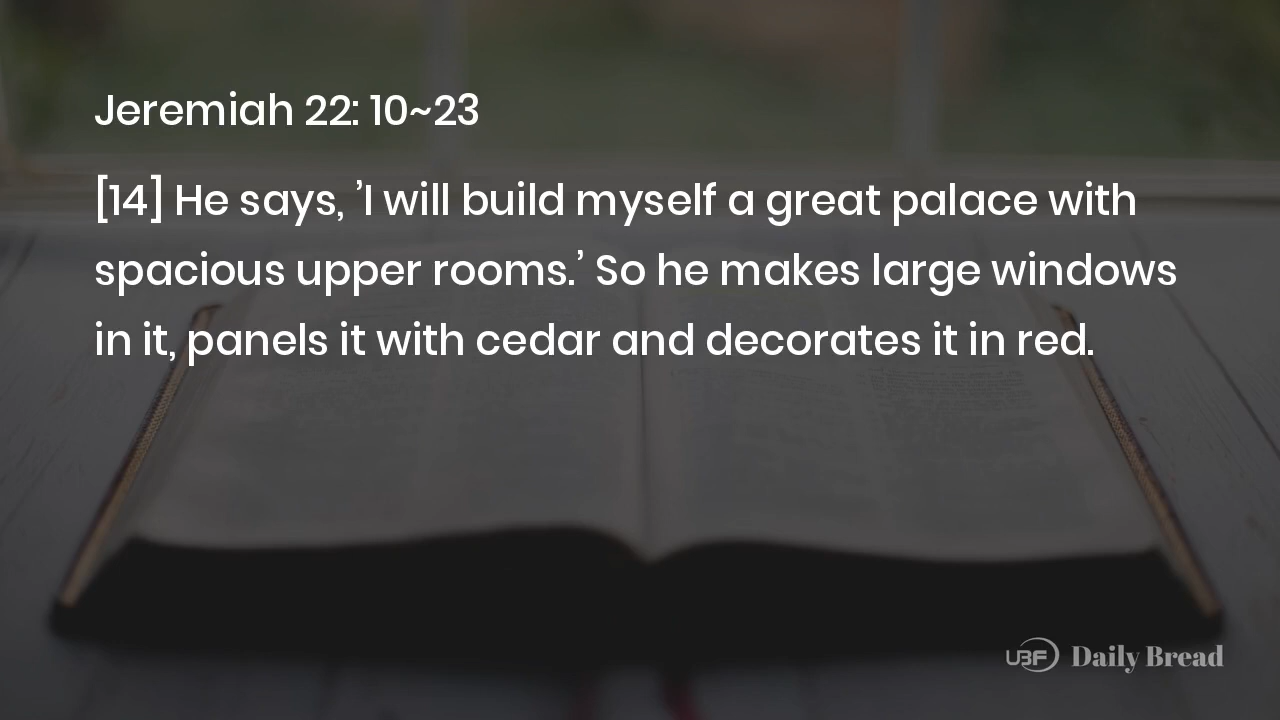 Jeremiah 22: 10~23
[14] He says, ’I will build myself a great palace with
spacious upper rooms.’ So he makes large windows
in it, panels it with cedar and decorates it in red.
UBF Daily Bread